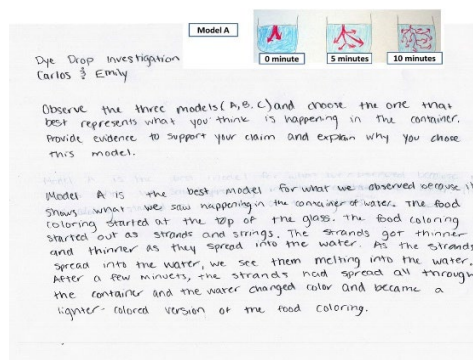 Model A
0 minute
5 minutes
10 minutes
Dye Drop Investigation
Carlos & Emily
Observe the three models (A, B, C) and choose the one that
best represents what you think is happening in the container.
Provide evidence to support your claim and explain why you chose
this model.
Model A is the best model for what we observed because it
shows what we saw happening in the container of water. The food
coloring started at the top of the glass. The food coloring
started out as strands and strings. The strands got thinner
and thinner as they spread into the water. As the strands
spread into the water, we see them melting into the water.
After a few minuets, the strands had spread all through
the container and the water changed color and became a
lighter-colored version of the food coloring.